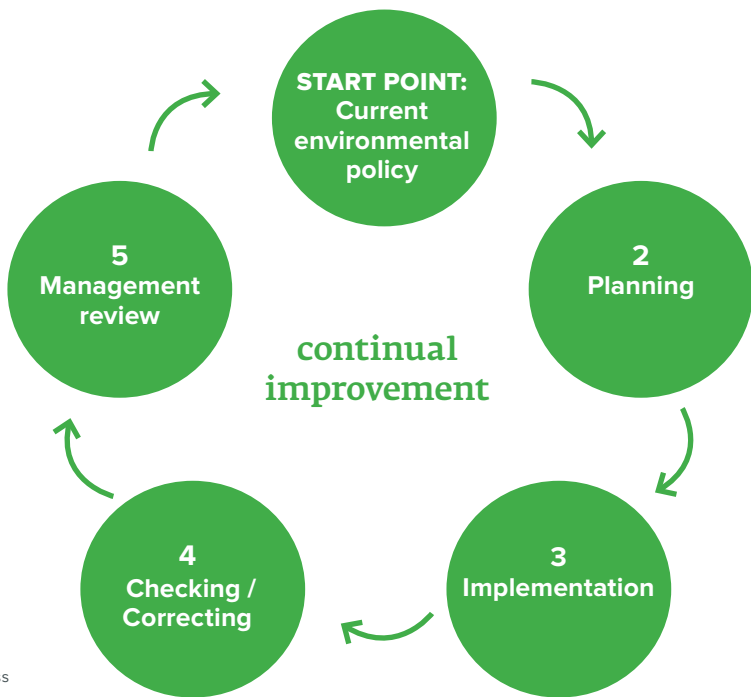 START POINT:
Current
environmental
policy
2
Planning
3
Implementation
4
Checking /
Correcting
5
Management
review
continual
improvement